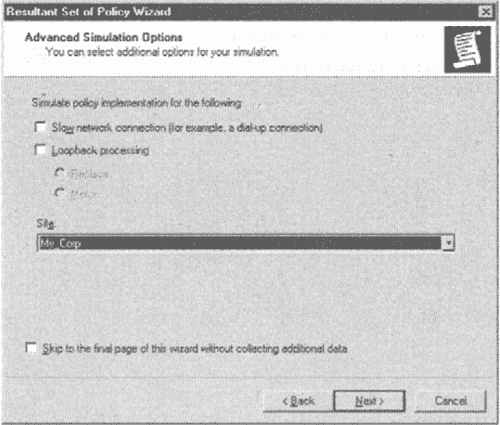 Resultant Set of Policy Wizard
Advanced Simulation Options
You can select additional options for your simulation.
Simulate policy implementation for the following:
Slow network connection (for example, a dial-up connection)
Loopback processing
Replace
Merge
Site:
My_Corp
Skip to the final page of this wizard without collecting additional data
< Back
Next >
Cancel